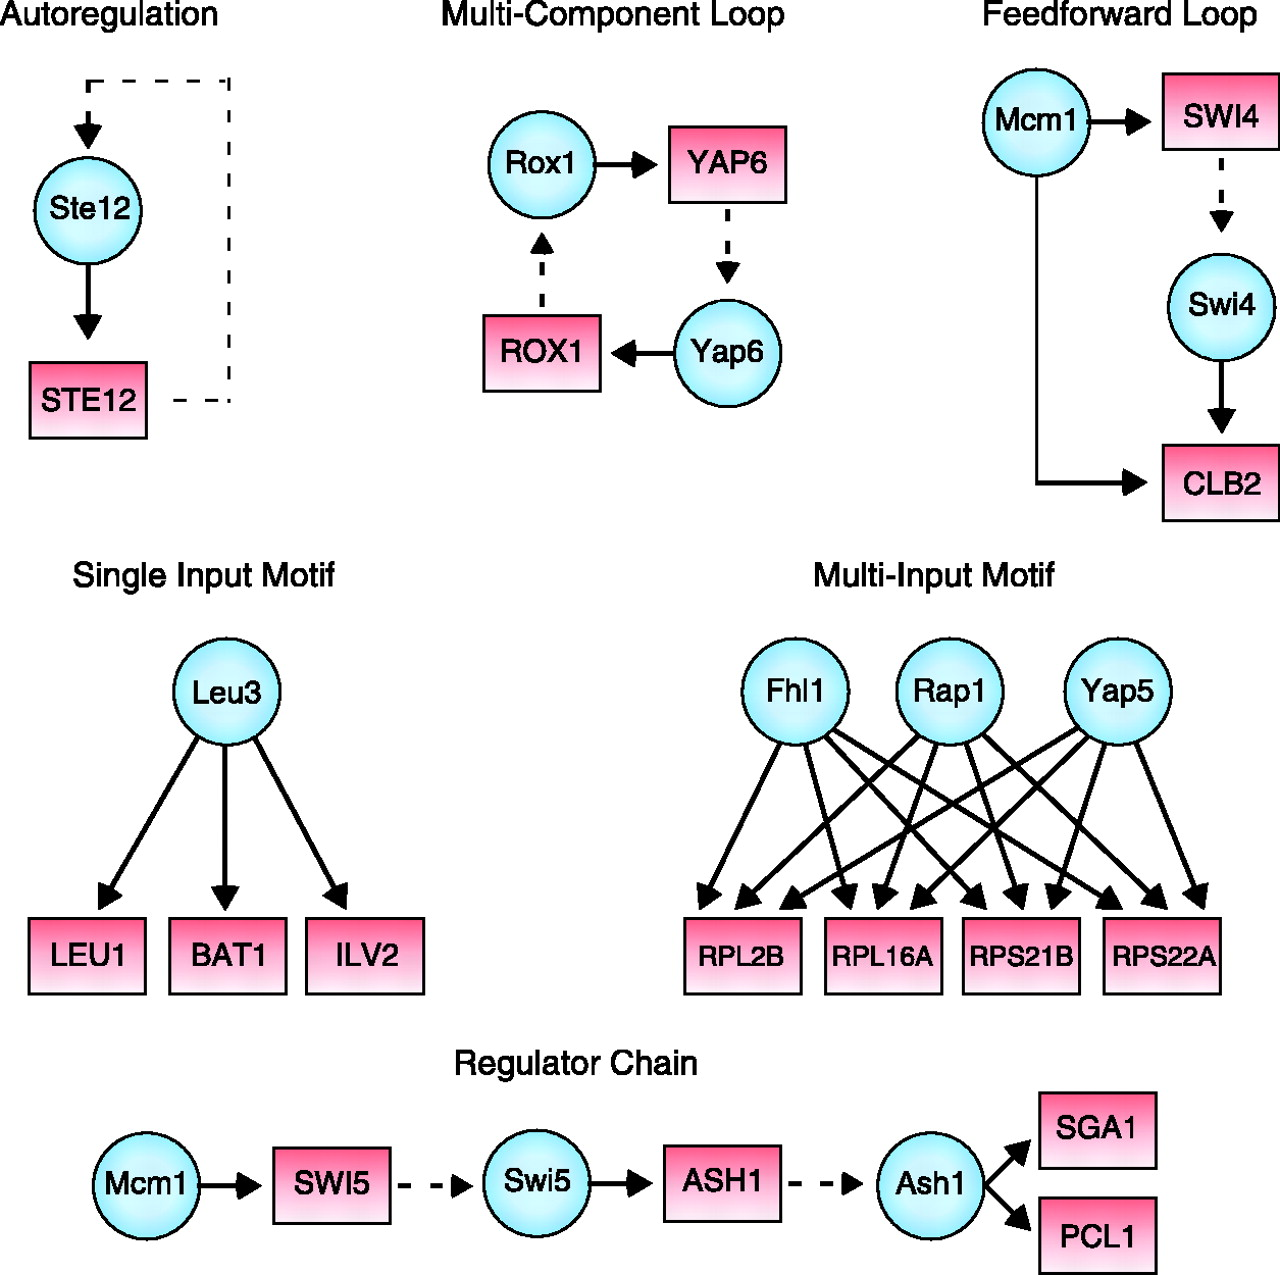 Autoregulation
Multi-Component Loop
Feedforward Loop
Ste12
STE12
Rox1
YAP6
ROX1
Yap6
Mcm1
SWI4
Swi4
CLB2
Single Input Motif
Multi-Input Motif
Leu3
LEU1
BAT1
ILV2
Fhl1
Rap1
Yap5
RPL2B
RPL16A
RPS21B
RPS22A
Regulator Chain
Mcm1
SWI5
Swi5
ASH1
Ash1
SGA1
PCL1